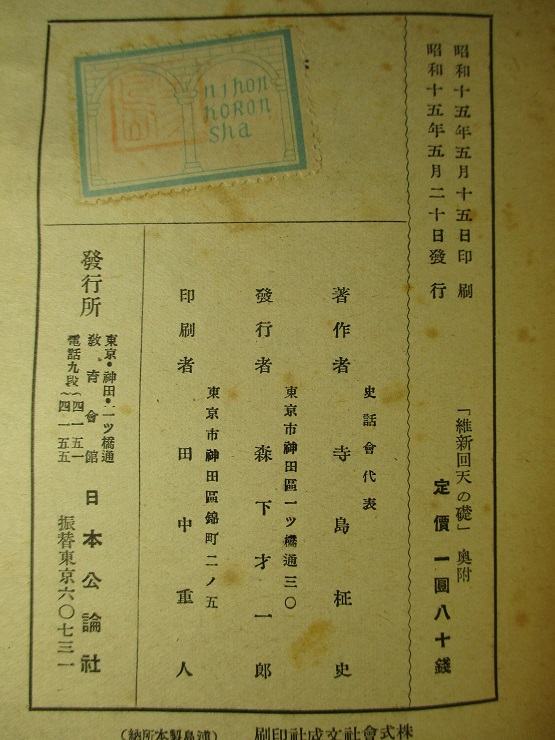 昭和十五年五月十五日印刷
昭和十五年五月二十日發行
「維新回天の礎」奥附
定價一圓八十錢
著作者
史話會代表
寺島柾史
發行者
東京市神田區一ツ橋通三〇
森下才一郎
印刷者
東京市神田區錦町二ノ五
田中重人
發行所
東京・神田・一ツ橋通
教育會館
電話九段
四一五一
四一五五
日本公論社
振替東京六〇七三一
nihon
koron
sha
株式會社文成社印刷
(浦島製本所納)